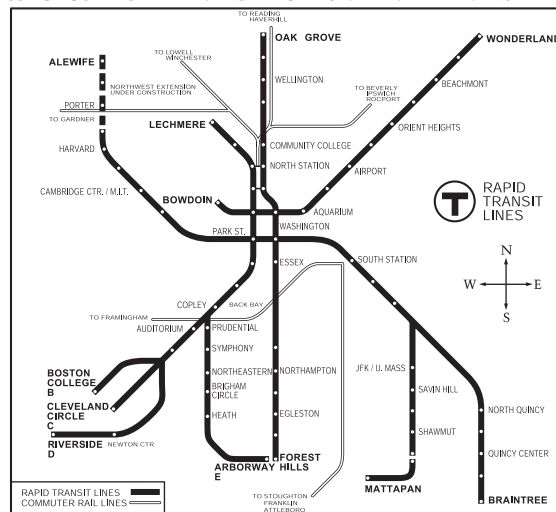 TO READING
HAVERHILL
OAK GROVE
WONDERLAND
ALEWIFE
TO LOWELL
WINCHESTER
WELLINGTON
BEACHMONT
NORTHWEST EXTENSION
UNDER CONSTRUCTION
TO BEVERLY
IPSWICH
ROCPORT
PORTER
TO GARDNER
LECHMERE
ORIENT HEIGHTS
HARVARD
COMMUNITY COLLEGE
NORTH STATION
AIRPORT
CAMBRIDGE CTR. / M.I.T.
BOWDOIN
AQUARIUM
T
RAPID
TRANSIT
LINES
PARK ST.
WASHINGTON
ESSEX
SOUTH STATION
N
W
E
S
COPLEY
BACK BAY
TO FRAMINGHAM
AUDITORIUM
PRUDENTIAL
SYMPHONY
BOSTON
COLLEGE
B
NORTHEASTERN
NORTHAMPTON
JFK / U. MASS
BRIGHAM
CIRCLE
SAVIN HILL
CLEVELAND
CIRCLE
C
HEATH
EGLESTON
NORTH QUINCY
RIVERSIDE
D
NEWTON CTR
SHAWMUT
QUINCY CENTER
ARBORWAY
E
FOREST
HILLS
MATTAPAN
TO STOUGHTON
FRANKLIN
ATTLEBORO
BRAINTREE
RAPID TRANSIT LINES
COMMUTER RAIL LINES